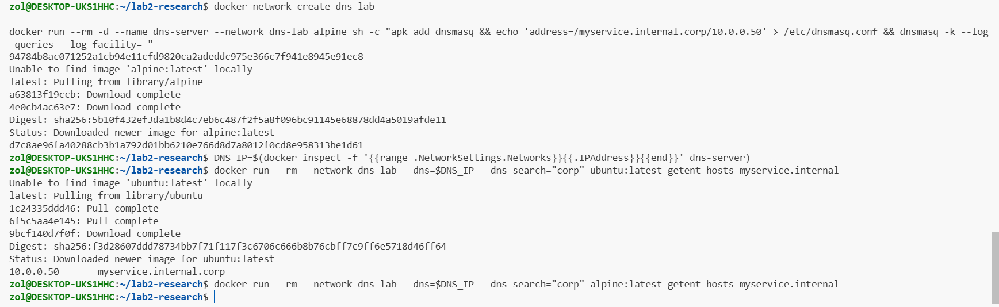 zol@DESKTOP-UKS1HHC:~/lab2-research$ docker network create dns-lab
docker run --rm -d --name dns-server --network dns-lab alpine sh -c "apk add dnsmasq && echo 'address=/myservice.internal.corp/10.0.0.50' > /etc/dnsmasq.conf && dnsmasq -k --log
-queries --log-facility=-"
94784b8ac071252a1cb94e11cfd9820ca2adeddc975e366c7f941e8945e91ec8
Unable to find image 'alpine:latest' locally
latest: Pulling from library/alpine
a63813f19ccb: Download complete
4e0cb4ac63e7: Download complete
Digest: sha256:5b10f432ef3da1b8d4c7eb6c487f2f5a8f096bc91145e68878dd4a5019afde11
Status: Downloaded newer image for alpine:latest
d7c8ae96fa40288cb3b1a792d01bb6210e766d8d7a8012f0cd8e958313be1d61
zol@DESKTOP-UKS1HHC:~/lab2-research$ DNS_IP=$(docker inspect -f '{{range .NetworkSettings.Networks}}{{.IPAddress}}{{end}}' dns-server)
zol@DESKTOP-UKS1HHC:~/lab2-research$ docker run --rm --network dns-lab --dns=$DNS_IP --dns-search="corp" ubuntu:latest getent hosts myservice.internal
Unable to find image 'ubuntu:latest' locally
latest: Pulling from library/ubuntu
1c24335ddd46: Pull complete
6f5c5aa4e145: Pull complete
9bcf140d7f0f: Download complete
Digest: sha256:f3d28607ddd78734bb7f71f117f3c6706c666b8b76cbff7c9ff6e5718d46ff64
Status: Downloaded newer image for ubuntu:latest
10.0.0.50       myservice.internal.corp
zol@DESKTOP-UKS1HHC:~/lab2-research$ docker run --rm --network dns-lab --dns=$DNS_IP --dns-search="corp" alpine:latest getent hosts myservice.internal
zol@DESKTOP-UKS1HHC:~/lab2-research$